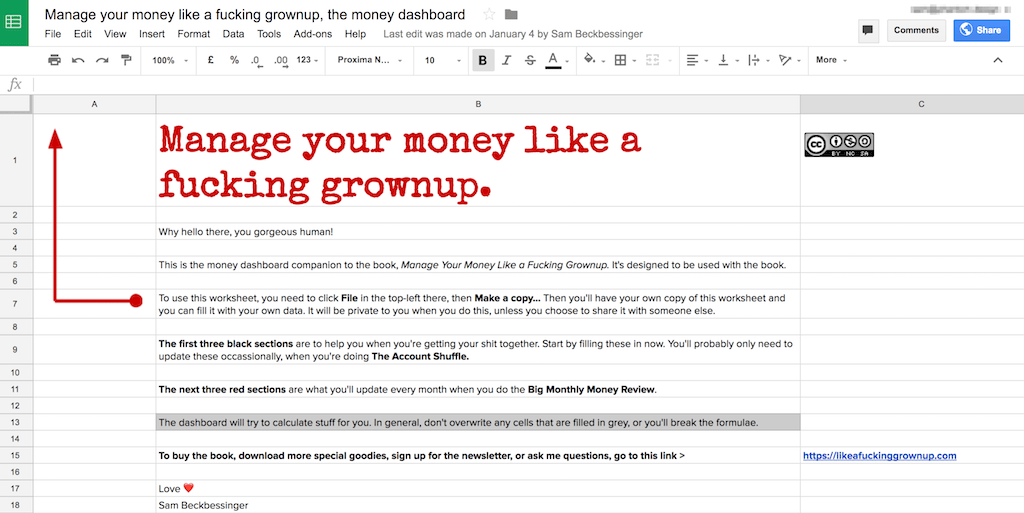 Manage your money like a fucking grownup, the money dashboard
File Edit View Insert Format Data Tools Add-ons Help Last edit was made on January 4 by Sam Beckbessinger
Comments
Share
100% £ % .0 .00 123 Proxima N... 10 B I S A More
fx
A B C
1
Manage your money like a
fucking grownup.
cc BY NC SA
2
3 Why hello there, you gorgeous human!
4
5 This is the money dashboard companion to the book, Manage Your Money Like a Fucking Grownup. It's designed to be used with the book.
6
7 To use this worksheet, you need to click File in the top-left there, then Make a copy... Then you'll have your own copy of this worksheet and
you can fill it with your own data. It will be private to you when you do this, unless you choose to share it with someone else.
8
9 The first three black sections are to help you when you're getting your shit together. Start by filling these in now. You'll probably only need to
update these occassionally, when you're doing The Account Shuffle.
10
11 The next three red sections are what you'll update every month when you do the Big Monthly Money Review.
12
13 The dashboard will try to calculate stuff for you. In general, don't overwrite any cells that are filled in grey, or you'll break the formulae.
14
15 To buy the book, download more special goodies, sign up for the newsletter, or ask me questions, go to this link > https://likeafuckinggrownup.com
16
17 Love ❤️
18 Sam Beckbessinger